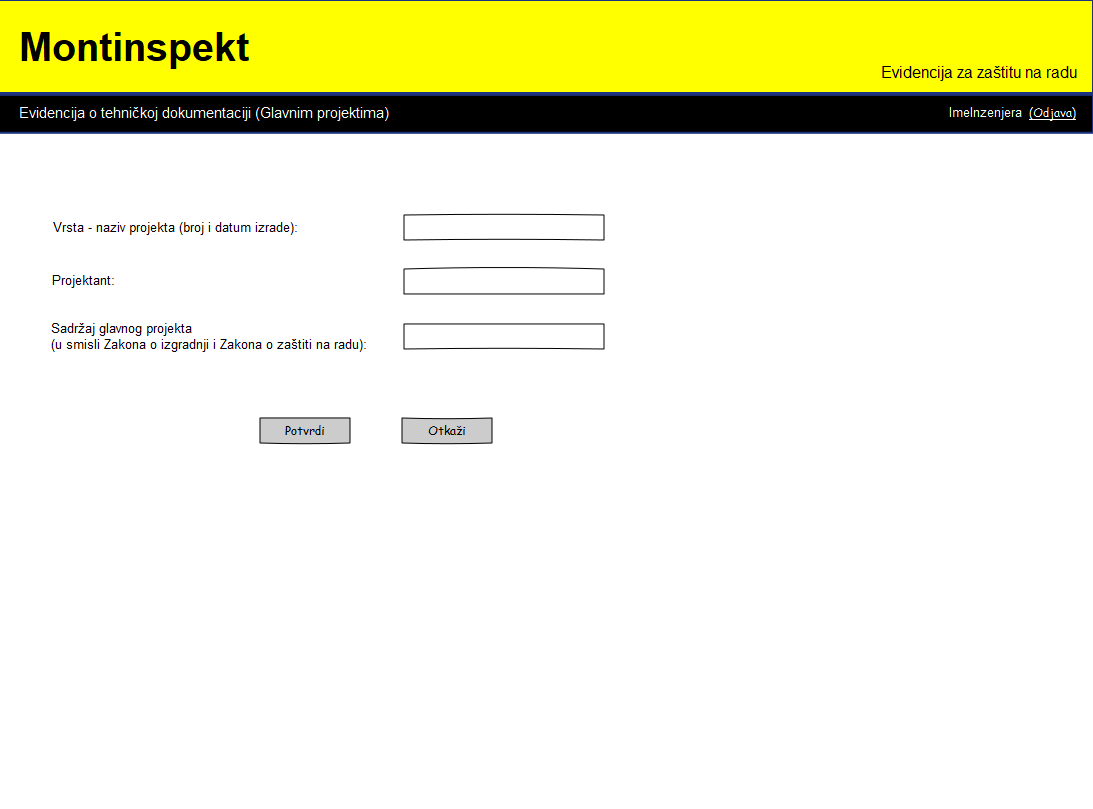 Montinspekt
Evidencija za zaštitu na radu
Evidencija o tehničkoj dokumentaciji (Glavnim projektima)
ImeInzenjera (Odjava)
Vrsta - naziv projekta (broj i datum izrade):
Projektant:
Sadržaj glavnog projekta
(u smisli Zakona o izgradnji i Zakona o zaštiti na radu):
Potvrdi
Otkaži